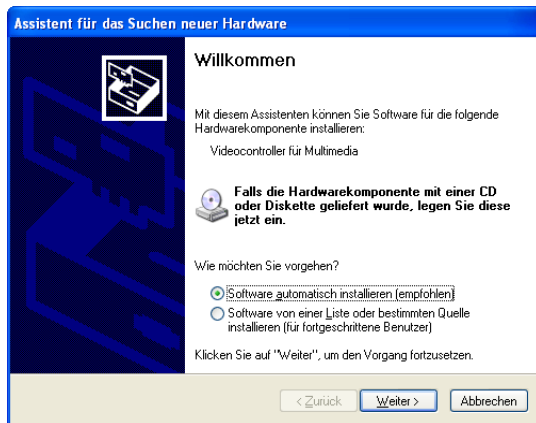 Assistent für das Suchen neuer Hardware
Willkommen
Mit diesem Assistenten können Sie Software für die folgende
Hardwarekomponente installieren:
Videocontroller für Multimedia
Falls die Hardwarekomponente mit einer CD
oder Diskette geliefert wurde, legen Sie diese
jetzt ein.
Wie möchten Sie vorgehen?
Software automatisch installieren (empfohlen)
Software von einer Liste oder bestimmten Quelle
installieren (für fortgeschrittene Benutzer)
Klicken Sie auf "Weiter", um den Vorgang fortzusetzen.
< Zurück
Weiter >
Abbrechen